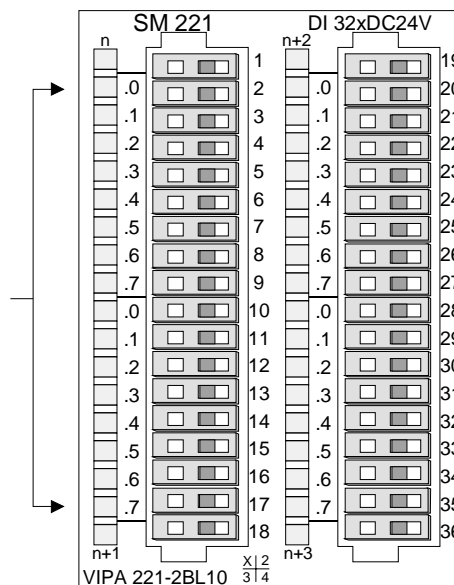 SM 221 DI 32xDC24V
n n+2
1 19
.0 2 .0 20
.1 3 .1 21
.2 4 .2 22
.3 5 .3 23
.4 6 .4 24
.5 7 .5 25
.6 8 .6 26
.7 9 .7 27
.0 10 .0 28
.1 11 .1 29
.2 12 .2 30
.3 13 .3 31
.4 14 .4 32
.5 15 .5 33
.6 16 .6 34
.7 17 .7 35
18 36
n+1 n+3
VIPA 221-2BL10 X 2
3 4